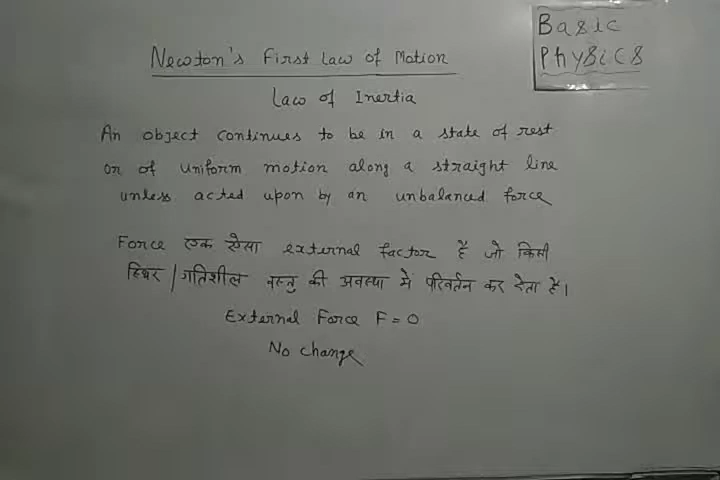 Basic
Physics
Newton's First Law of Motion
Law of Inertia
An object continues to be in a state of rest
or of uniform motion along a straight line
unless acted upon by an unbalanced force
Force एक ऐसा external factor है जो किसी
स्थिर / गतिशील वस्तु की अवस्था में परिवर्तन कर देता है।
External Force F = 0
No change